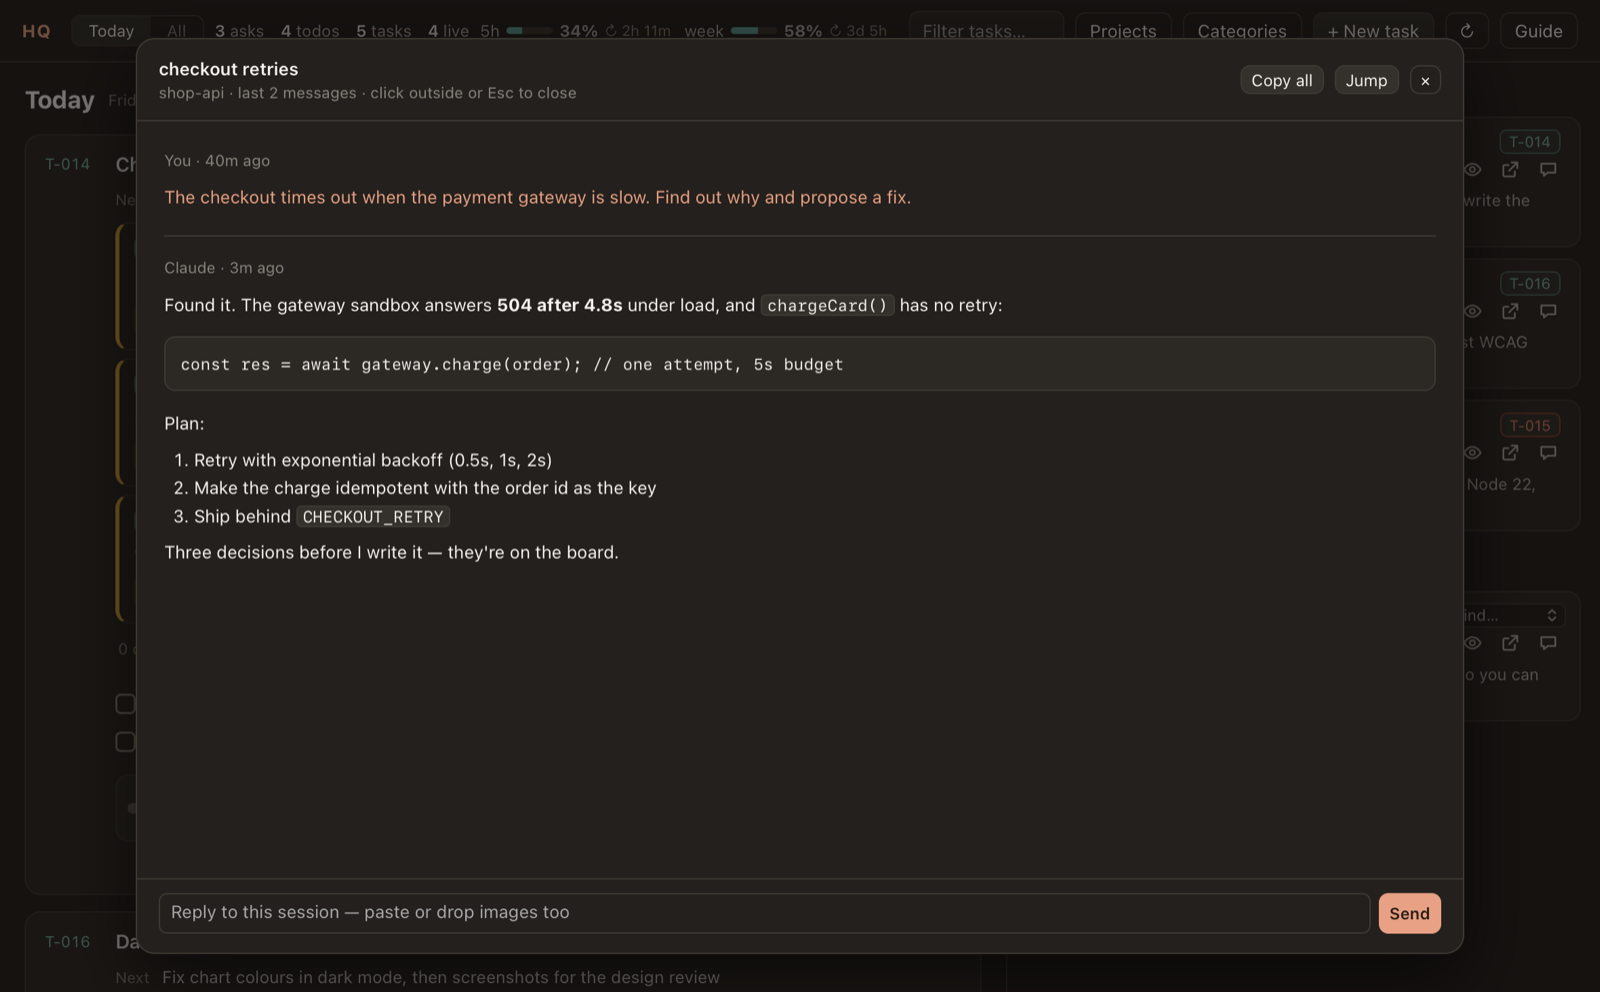 HQ Today All 3 asks 4 todos 5 tasks 4 live 5h 34% 2h 11m week 58% 3d 5h Filter tasks... Projects Categories + New task Guide
Today
checkout retries
shop-api · last 2 messages · click outside or Esc to close
Copy all
Jump
×
You · 40m ago
The checkout times out when the payment gateway is slow. Find out why and propose a fix.
Claude · 3m ago
Found it. The gateway sandbox answers 504 after 4.8s under load, and chargeCard() has no retry:
const res = await gateway.charge(order); // one attempt, 5s budget
Plan:
1. Retry with exponential backoff (0.5s, 1s, 2s)
2. Make the charge idempotent with the order id as the key
3. Ship behind CHECKOUT_RETRY
Three decisions before I write it — they're on the board.
Reply to this session — paste or drop images too
Send
T-014
T-016
Next Fix chart colours in dark mode, then screenshots for the design review
T-014
write the
T-016
WCAG
T-015
Node 22,
you can